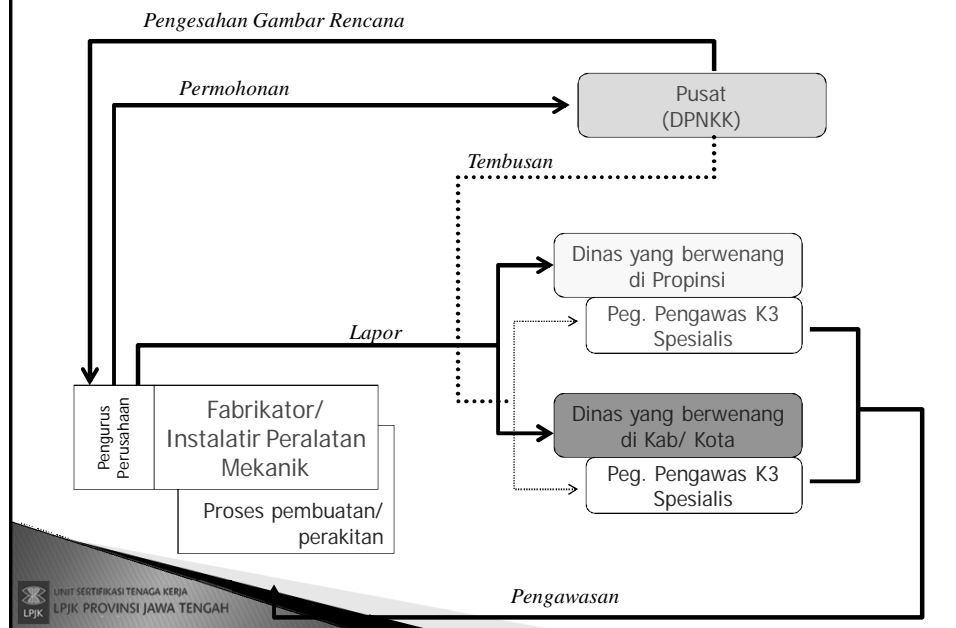 Pengesahan Gambar Rencana
Permohonan
Pusat
(DPNKK)
Tembusan
Dinas yang berwenang
di Propinsi
Peg. Pengawas K3
Spesialis
Lapor
Pengurus
Perusahaan
Fabrikator/
Instalatir Peralatan
Mekanik
Dinas yang berwenang
di Kab/ Kota
Peg. Pengawas K3
Spesialis
Proses pembuatan/
perakitan
Pengawasan
LPJK
UNIT SERTIFIKASI TENAGA KERJA
LPJK PROVINSI JAWA TENGAH